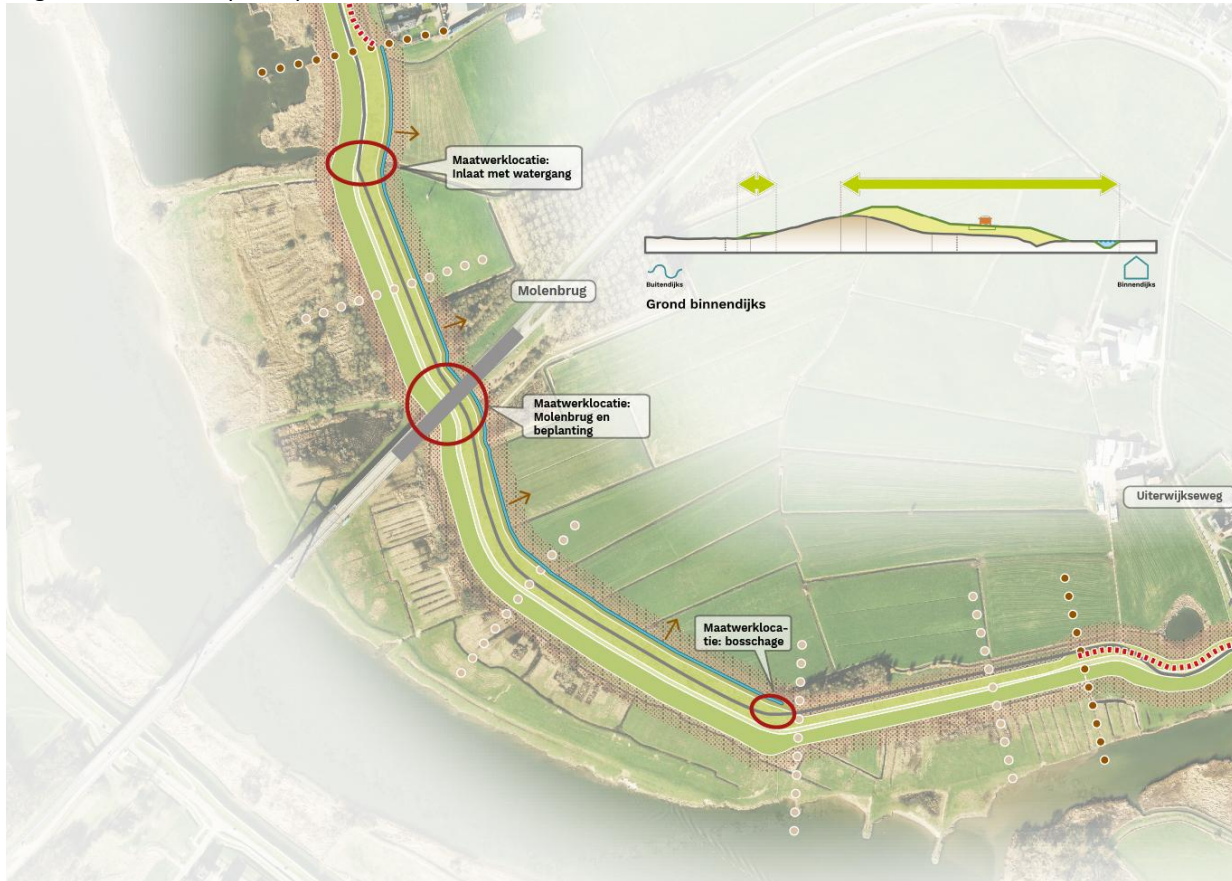 Maatwerklocatie:
Inlaat met watergang
Molenbrug
Buitendijks
Binnendijks
Grond binnendijks
Maatwerklocatie:
Molenbrug en
beplanting
Uiterwijkseweg
Maatwerkloca-
tie: bosschage